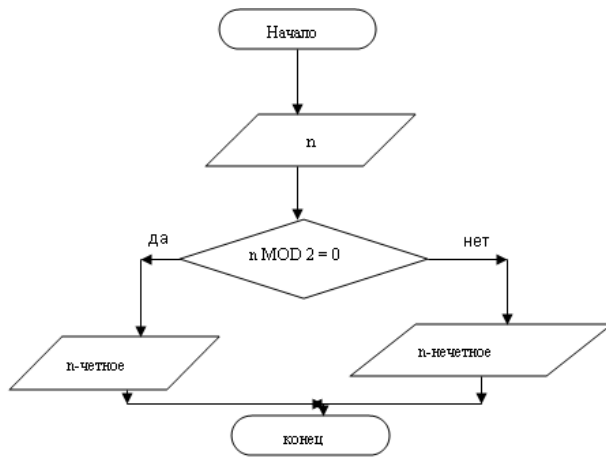 Начало
n
да
нет
n MOD 2 = 0
n-четное
n-нечетное
конец